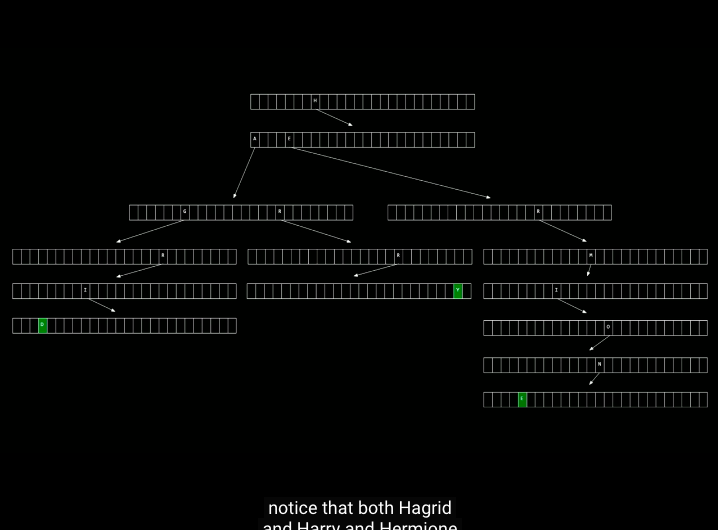 H
A E
G R R
R R M
I Y I
D O
N
E
notice that both Hagrid
and Harry and Hermione